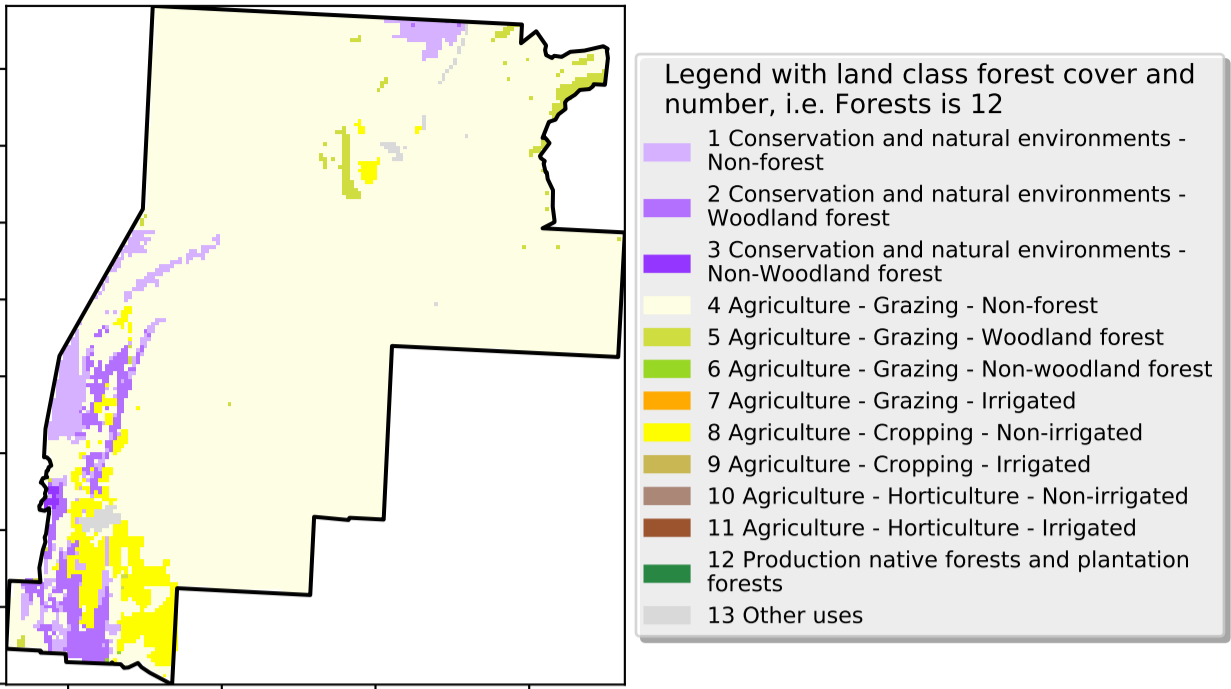 Legend with land class forest cover and
number, i.e. Forests is 12
1 Conservation and natural environments -
Non-forest
2 Conservation and natural environments -
Woodland forest
3 Conservation and natural environments -
Non-Woodland forest
4 Agriculture - Grazing - Non-forest
5 Agriculture - Grazing - Woodland forest
6 Agriculture - Grazing - Non-woodland forest
7 Agriculture - Grazing - Irrigated
8 Agriculture - Cropping - Non-irrigated
9 Agriculture - Cropping - Irrigated
10 Agriculture - Horticulture - Non-irrigated
11 Agriculture - Horticulture - Irrigated
12 Production native forests and plantation
forests
13 Other uses